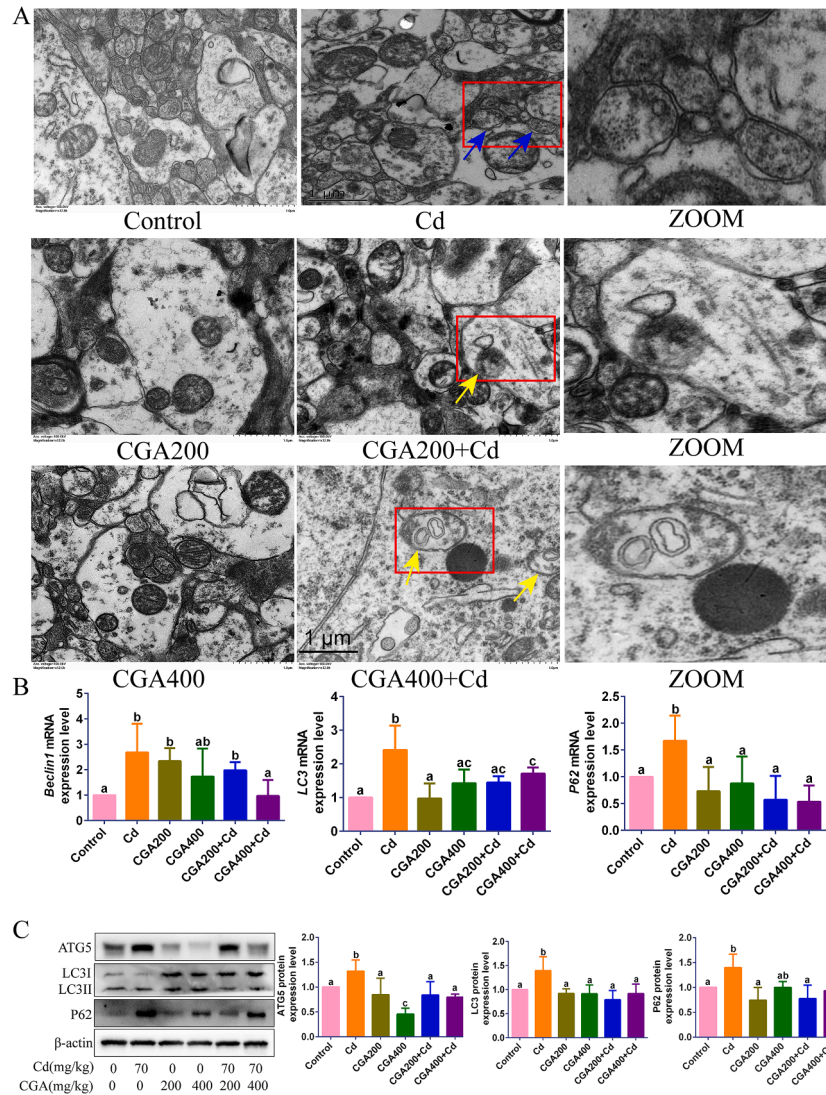 A
1 μm
Control
Cd
ZOOM
CGA200
CGA200+Cd
ZOOM
1 μm
CGA400
CGA400+Cd
ZOOM
B
Beclin1 mRNA
expression level
5
4
3
2
1
0
a
b
b
ab
b
a
Control
Cd
CGA200
CGA400
CGA200+Cd
CGA400+Cd
LC3 mRNA
expression level
4
3
2
1
0
a
b
a
ac
ac
c
Control
Cd
CGA200
CGA400
CGA200+Cd
CGA400+Cd
P62 mRNA
expression level
2.5
2.0
1.5
1.0
0.5
0.0
a
b
a
a
a
a
Control
Cd
CGA200
CGA400
CGA200+Cd
CGA400+Cd
C
ATG5
LC3I
LC3II
P62
β-actin
Cd(mg/kg) 0 70 0 0 70 70
CGA(mg/kg) 0 0 200 400 200 400
ATG5 protein
expression level
2.0
1.5
1.0
0.5
0.0
a
b
a
c
a
a
Control
Cd
CGA200
CGA400
CGA200+Cd
CGA400+Cd
LC3 protein
expression level
2.0
1.5
1.0
0.5
0.0
a
b
a
a
a
a
Control
Cd
CGA200
CGA400
CGA200+Cd
CGA400+Cd
P62 protein
expression level
2.0
1.5
1.0
0.5
0.0
a
b
a
ab
a
Control
Cd
CGA200
CGA400
CGA200+Cd
CGA400+Cd